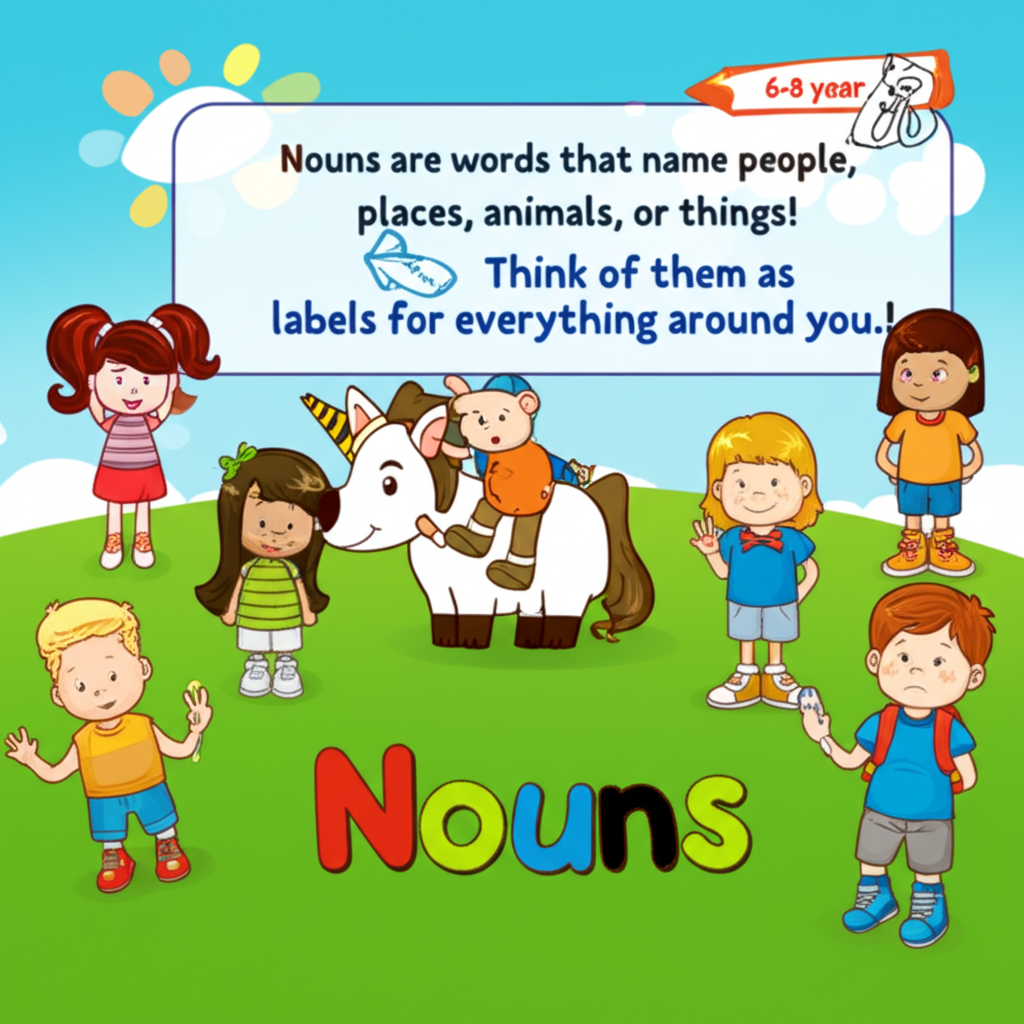 6-8 year
Nouns are words that name people,
places, animals, or things!
Think of them as
labels for everything around you.!
Nouns